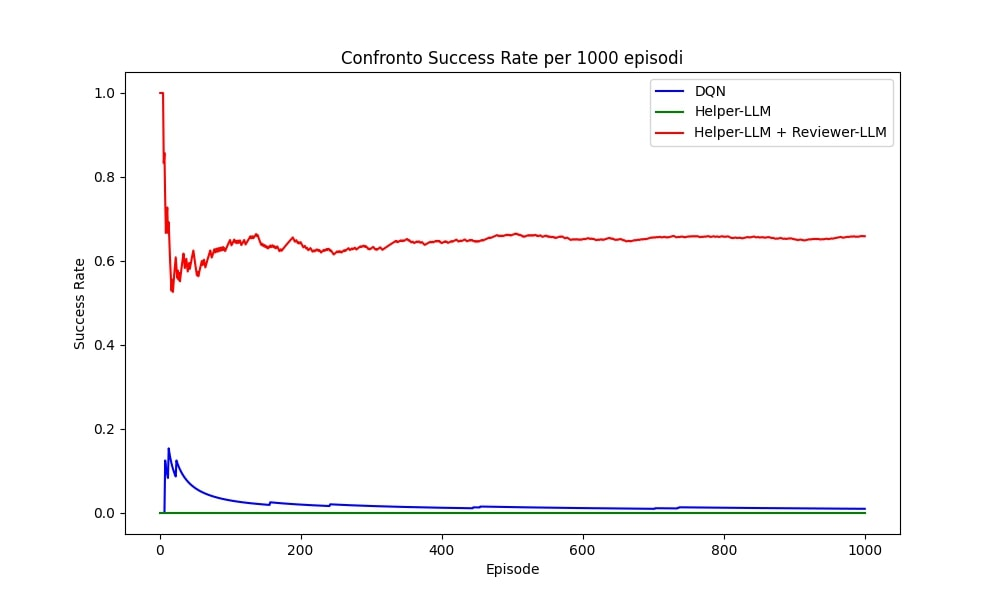 Confronto Success Rate per 1000 episodi
DQN
Helper-LLM
Helper-LLM + Reviewer-LLM
Success Rate
1.0
0.8
0.6
0.4
0.2
0.0
0
200
400
600
800
1000
Episode